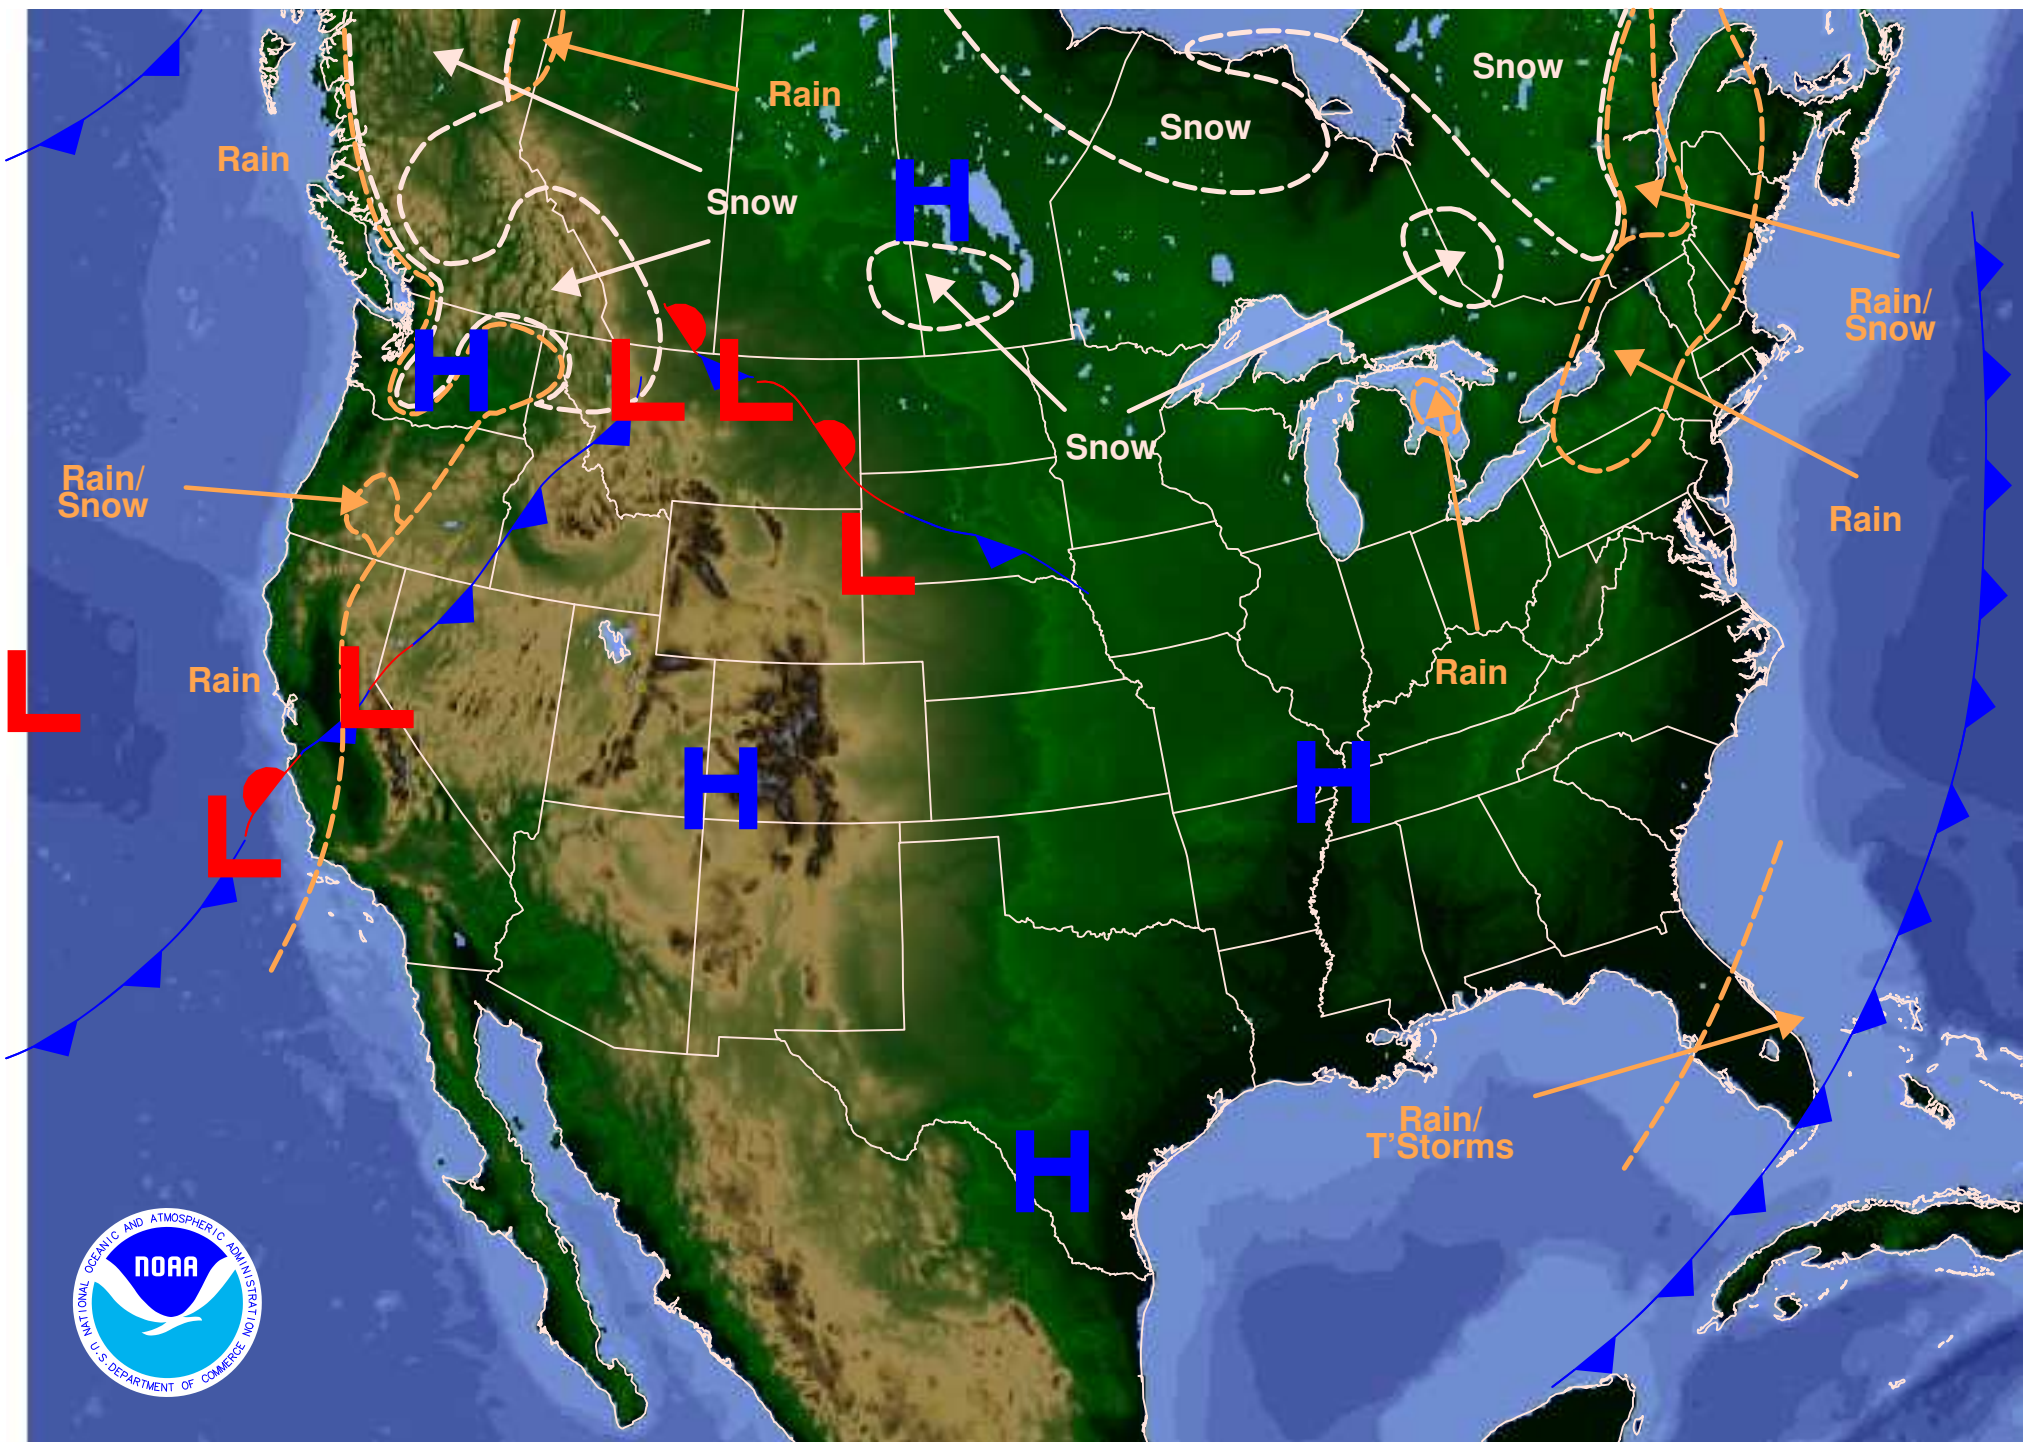 Snow
Rain
Snow
Rain
Snow
Rain/
Snow
H
H
L
L
Snow
Rain/
Snow
Rain
L
Rain
Rain
L
L
H
H
L
Rain/
T'Storms
H
NATIONAL OCEANIC AND ATMOSPHERIC ADMINISTRATION
NOAA
U.S. DEPARTMENT OF COMMERCE